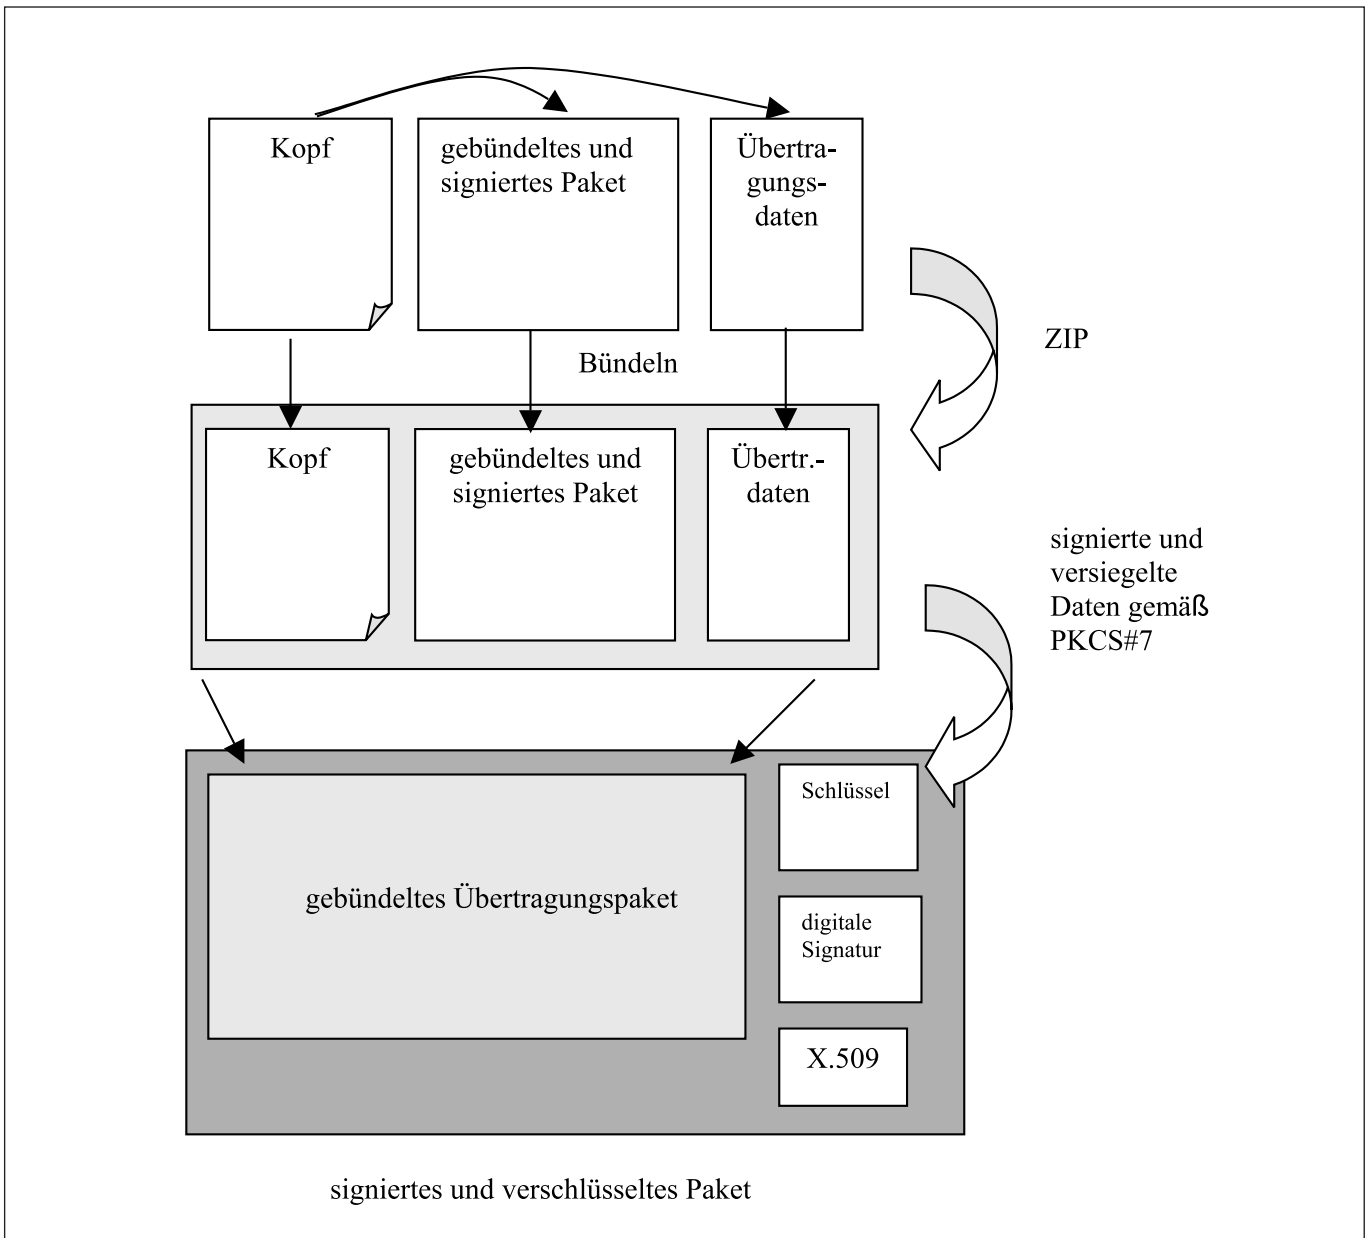 Kopf
gebündeltes und
signiertes Paket
Übertra-
gungs-
daten
ZIP
Bündeln
Kopf
gebündeltes und
signiertes Paket
Übertr.-
daten
signierte und
versiegelte
Daten gemäß
PKCS#7
Schlüssel
gebündeltes Übertragungspaket
digitale
Signatur
X.509
signiertes und verschlüsseltes Paket